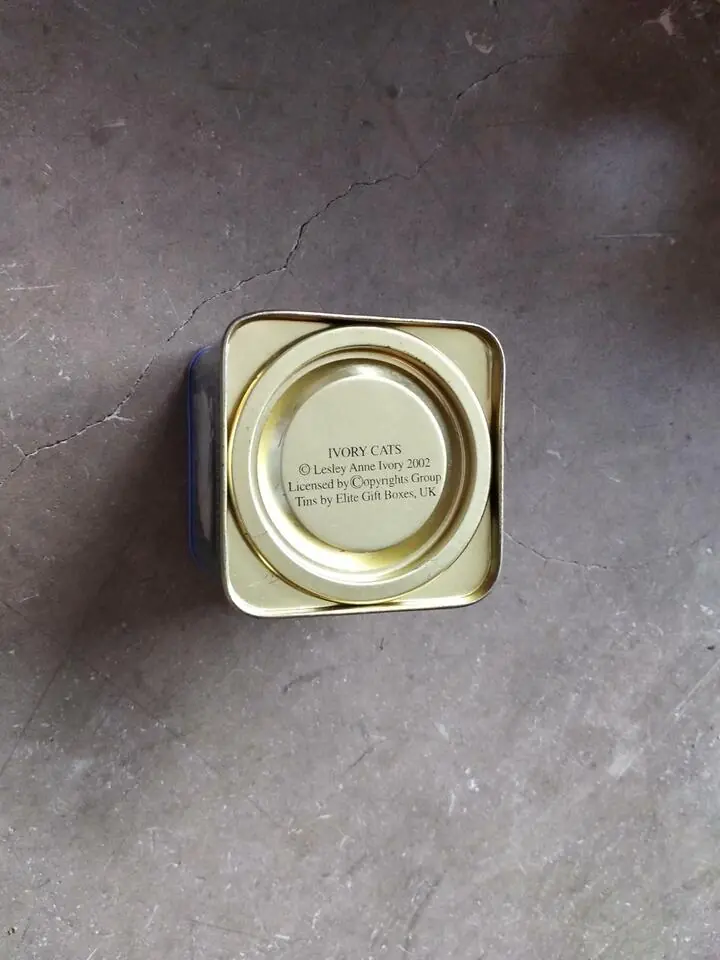 IVORY CATS
© Lesley Anne Ivory 2002
Licensed by ©opyrights Group
Tins by Elite Gift Boxes, UK